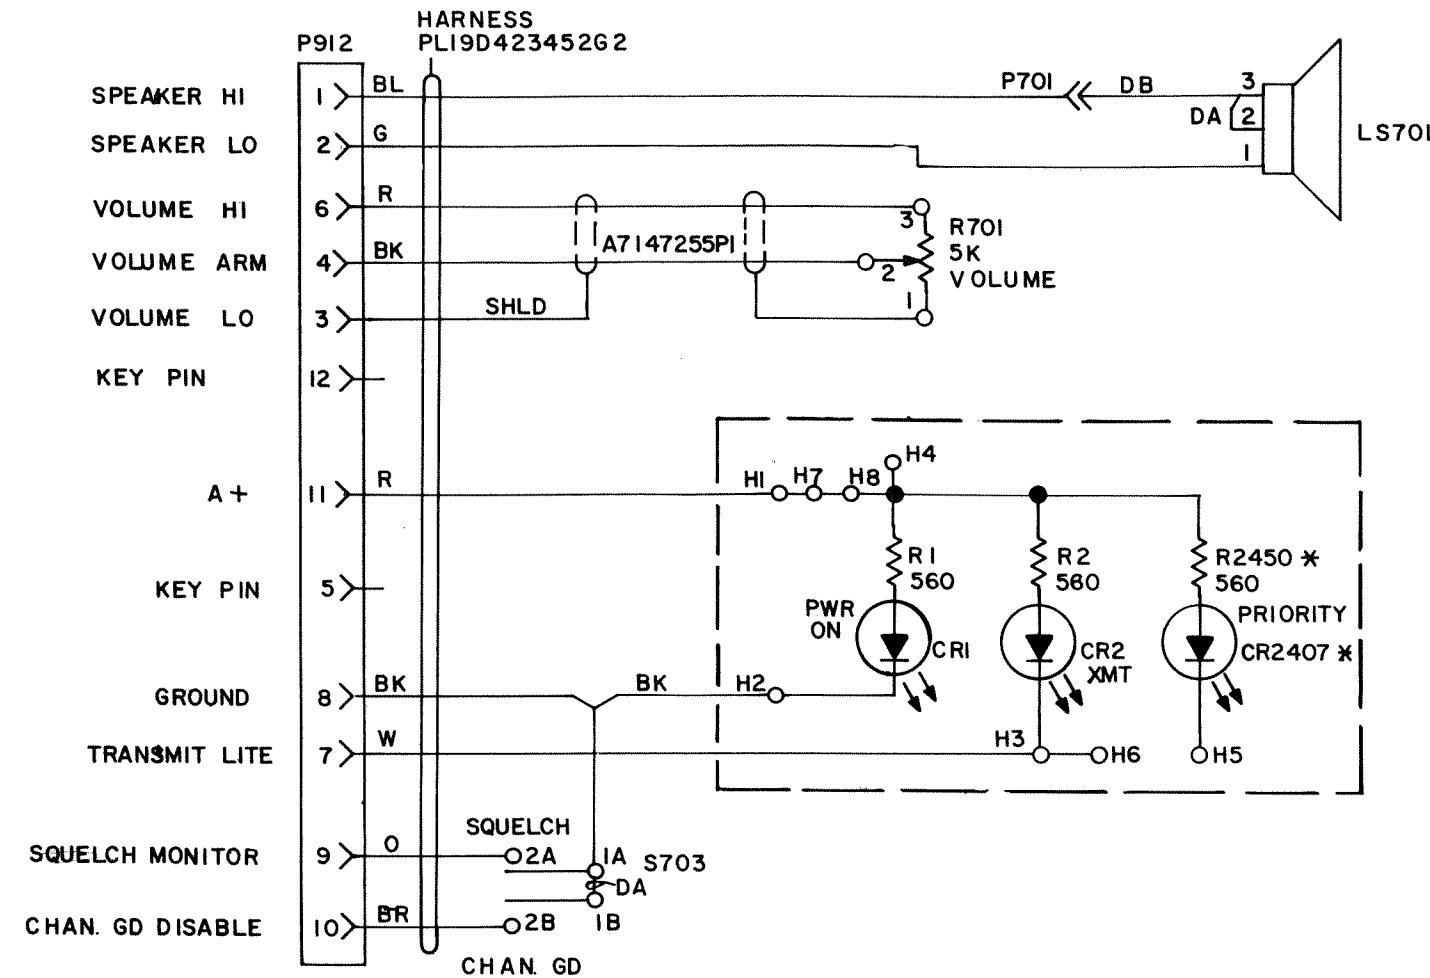 HARNESS
P912 PL19D423452G2
SPEAKER HI 1 BL P701 DB 3
DA 2 LS701
SPEAKER LO 2 G 1
VOLUME HI 6 R 3 R701
A7147255P1 5K
VOLUME ARM 4 BK 2 VOLUME
VOLUME LO 3 SHLD 1
KEY PIN 12
A+ 11 R H1 H7 H8 H4
R1 R2 R2450 *
KEY PIN 5 560 560 560
PWR ON PRIORITY
CR1 CR2 XMT CR2407 *
GROUND 8 BK BK H2
TRANSMIT LITE 7 W H3 H6 H5
SQUELCH
SQUELCH MONITOR 9 O 2A 1A S703
DA
CHAN. GD DISABLE 10 BR 2B 1B
CHAN. GD